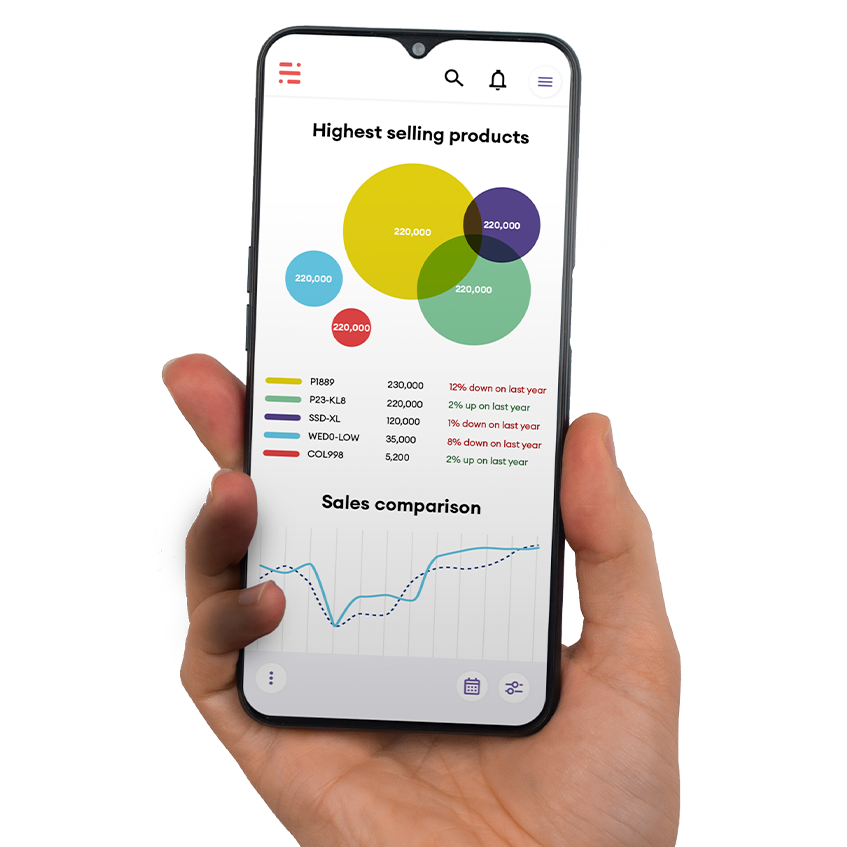 Highest selling products
220,000
220,000
220,000
220,000
220,000
P1889 230,000 12% down on last year
P23-KL8 220,000 2% up on last year
SSD-XL 120,000 1% down on last year
WED0-LOW 35,000 8% down on last year
COL998 5,200 2% up on last year
Sales comparison